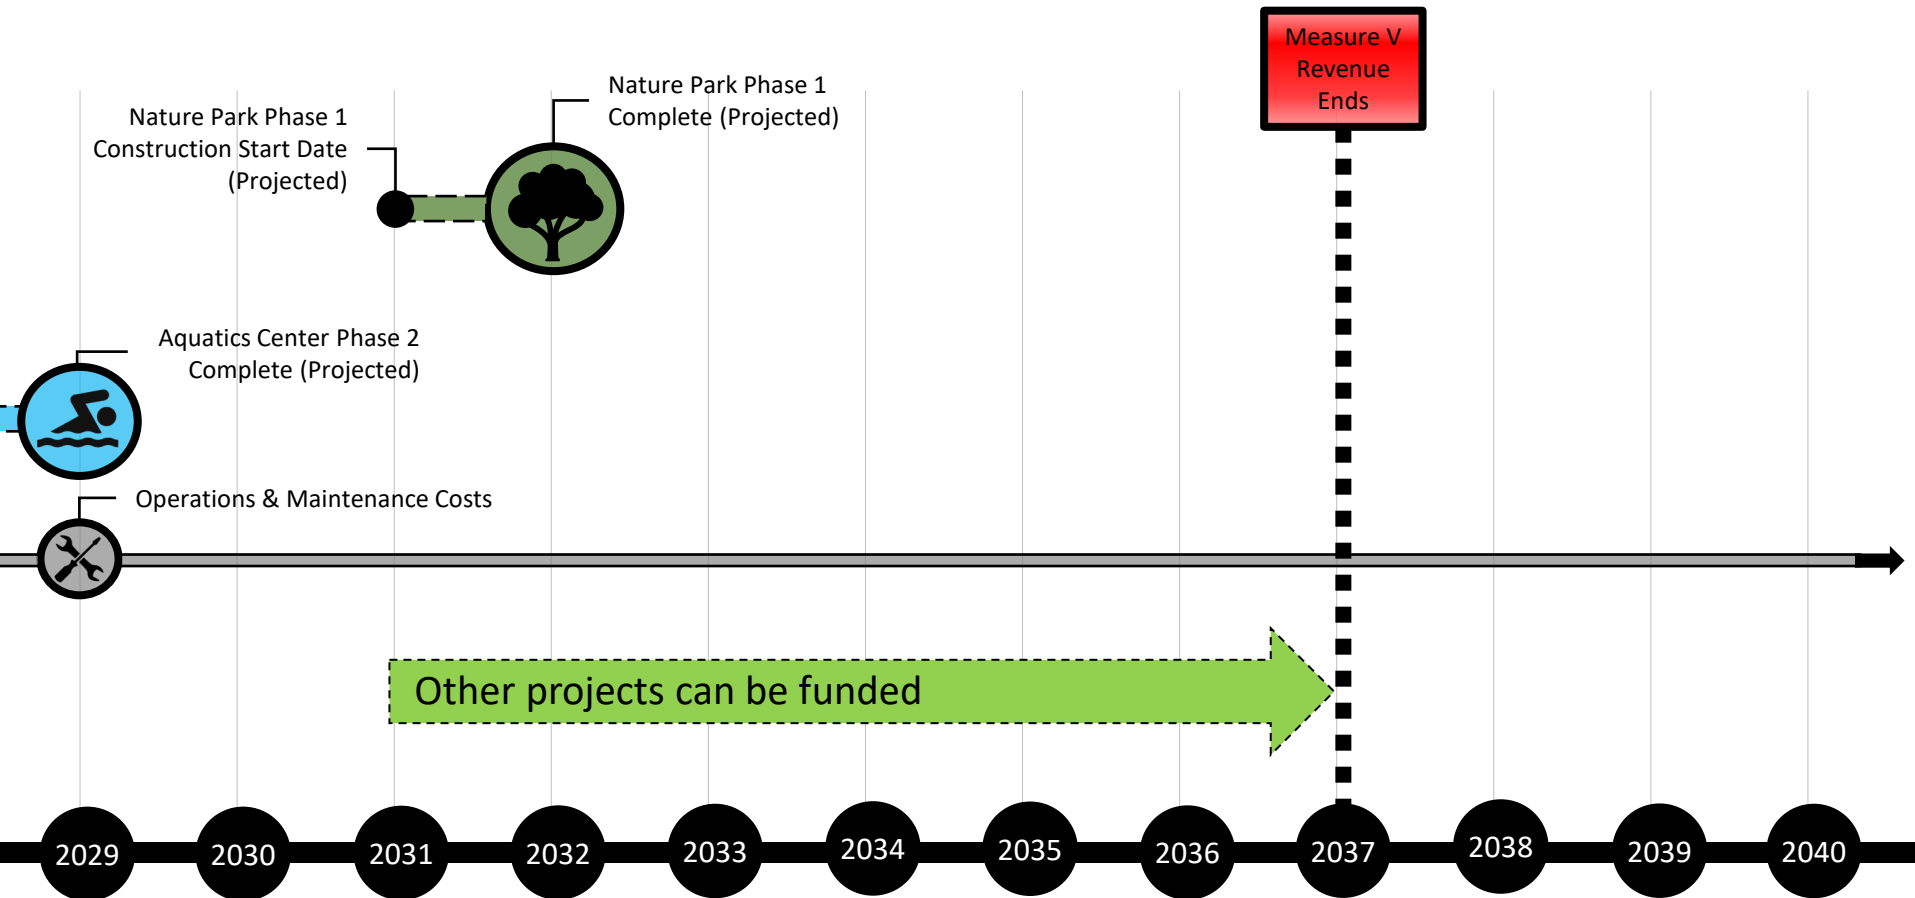 Measure V
Revenue
Ends
Nature Park Phase 1
Complete (Projected)
Nature Park Phase 1
Construction Start Date
(Projected)
Aquatics Center Phase 2
Complete (Projected)
Operations & Maintenance Costs
Other projects can be funded
2029
2030
2031
2032
2033
2034
2035
2036
2037
2038
2039
2040